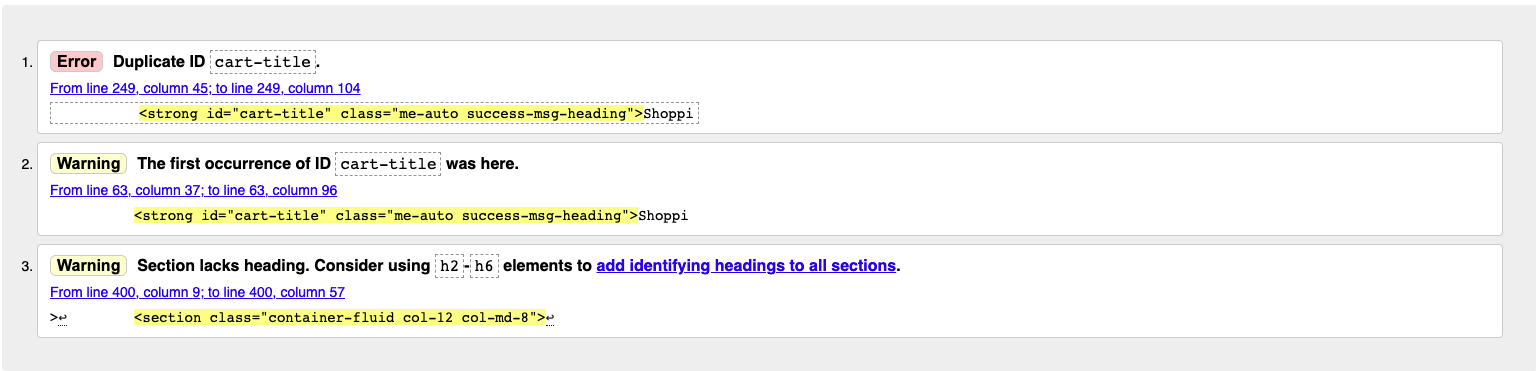 1. Error Duplicate ID cart-title.
From line 249, column 45; to line 249, column 104
<strong id="cart-title" class="me-auto success-msg-heading">Shoppi
2. Warning The first occurrence of ID cart-title was here.
From line 63, column 37; to line 63, column 96
<strong id="cart-title" class="me-auto success-msg-heading">Shoppi
3. Warning Section lacks heading. Consider using h2-h6 elements to add identifying headings to all sections.
From line 400, column 9; to line 400, column 57
>↩ <section class="container-fluid col-12 col-md-8">↩